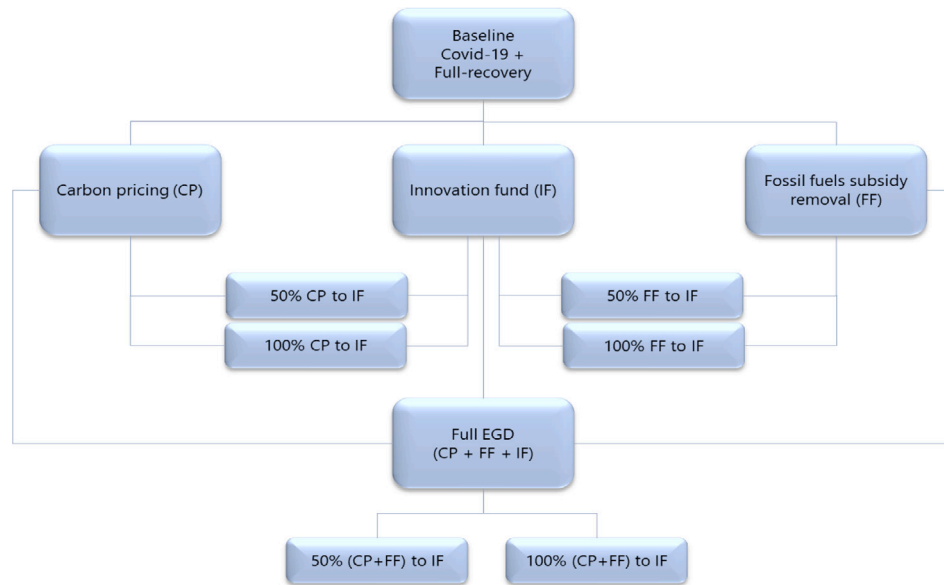 Baseline
Covid-19 +
Full-recovery
Carbon pricing (CP)
Innovation fund (IF)
Fossil fuels subsidy
removal (FF)
50% CP to IF
50% FF to IF
100% CP to IF
100% FF to IF
Full EGD
(CP + FF + IF)
50% (CP+FF) to IF
100% (CP+FF) to IF